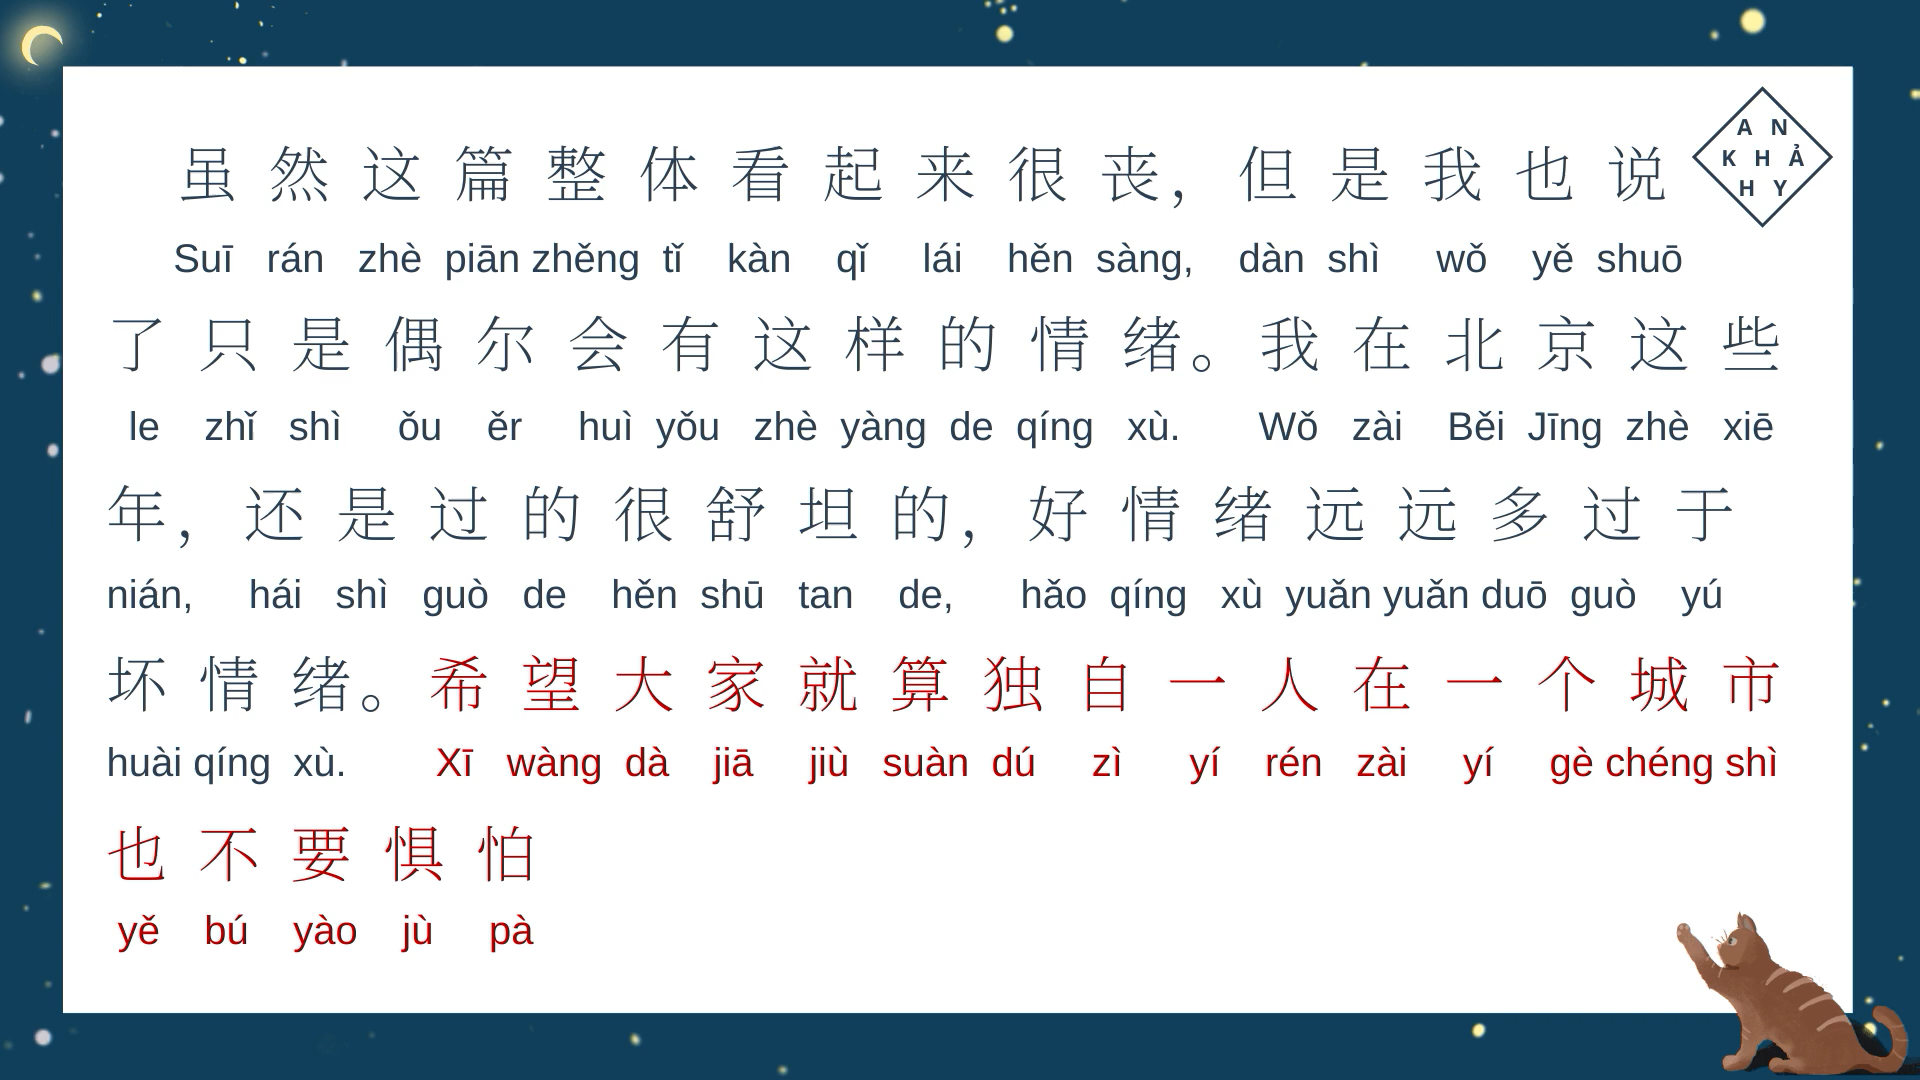 A N
K H Ả
H Y
虽 然 这 篇 整 体 看 起 来 很 丧，但 是 我 也 说
Suī rán zhè piān zhěng tǐ kàn qǐ lái hěn sàng, dàn shì wǒ yě shuō
了 只 是 偶 尔 会 有 这 样 的 情 绪。我 在 北 京 这 些
le zhǐ shì ǒu ěr huì yǒu zhè yàng de qíng xù. Wǒ zài Běi Jīng zhè xiē
年，还 是 过 的 很 舒 坦 的，好 情 绪 远 远 多 过 于
nián, hái shì guò de hěn shū tan de, hǎo qíng xù yuǎn yuǎn duō guò yú
坏 情 绪。希 望 大 家 就 算 独 自 一 人 在 一 个 城 市
huài qíng xù. Xī wàng dà jiā jiù suàn dú zì yí rén zài yí gè chéng shì
也 不 要 惧 怕
yě bú yào jù pà